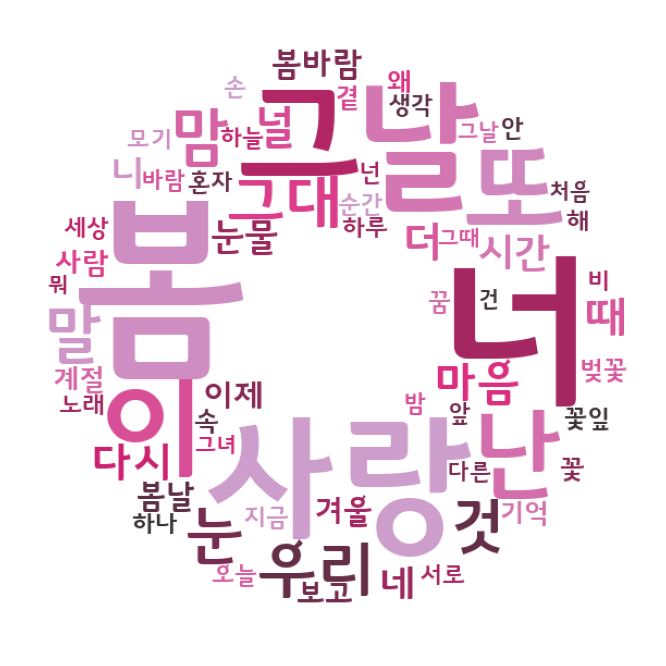 봄바람
손
왜
곁
생각
그
날
맘
하늘
널
그날
안
모기
또
니
바람
혼자
넌
그대
순간
처음
세상
눈물
하루
더
그때
시간
해
사람
봄
뭐
너
비
꿈
건
때
말
계절
마음
벚꽃
이
이제
노래
속
밤
앞
꽃잎
다시
그녀
사랑
난
다른
꽃
봄날
하나
눈
지금
겨울
것
기억
우리
오늘
보고
네
서로